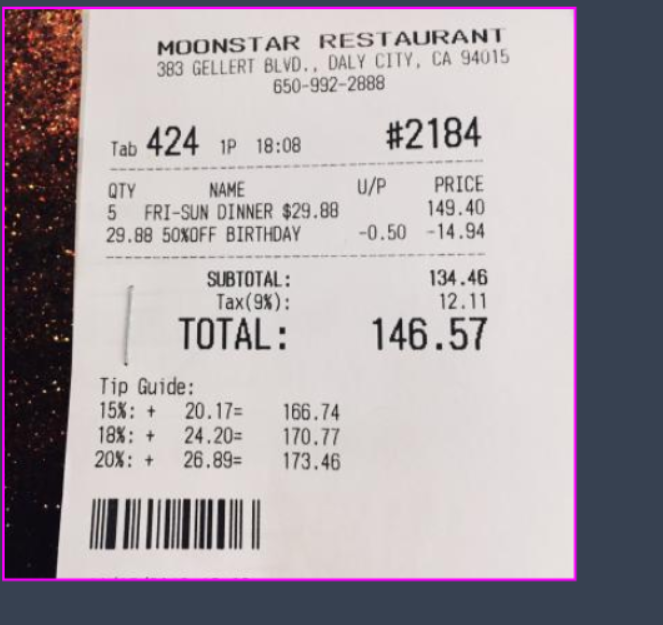 MOONSTAR RESTAURANT
383 GELLERT BLVD., DALY CITY, CA 94015
650-992-2888
Tab 424 1P 18:08 #2184
QTY NAME U/P PRICE
5 FRI-SUN DINNER $29.88 149.40
29.88 50%OFF BIRTHDAY -0.50 -14.94
SUBTOTAL: 134.46
Tax(9%): 12.11
TOTAL: 146.57
Tip Guide:
15%: + 20.17= 166.74
18%: + 24.20= 170.77
20%: + 26.89= 173.46